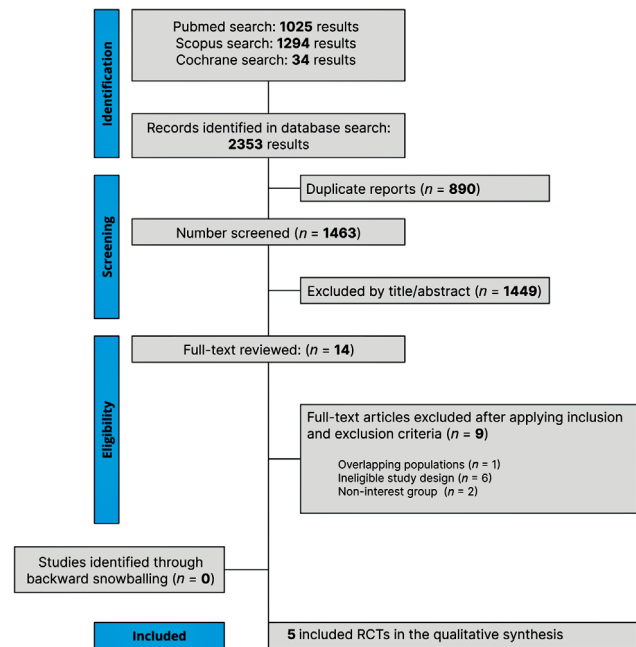 Identification
Pubmed search: 1025 results
Scopus search: 1294 results
Cochrane search: 34 results
Records identified in database search:
2353 results
Screening
Duplicate reports (n = 890)
Number screened (n = 1463)
Excluded by title/abstract (n = 1449)
Eligibility
Full-text reviewed: (n = 14)
Full-text articles excluded after applying inclusion
and exclusion criteria (n = 9)
Overlapping populations (n = 1)
Ineligible study design (n = 6)
Non-interest group (n = 2)
Studies identified through
backward snowballing (n = 0)
Included
5 included RCTs in the qualitative synthesis